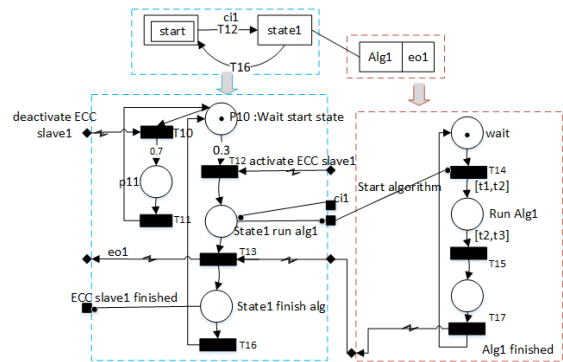 ci1
start
T12
state1
T16
Alg1
eo1
deactivate ECC
slave1
P10 :Wait start state
T10
0.7
0.3
p11
T12 activate ECC slave1
T11
ci1
State1 run alg1
Start algorithm
eo1
T13
ECC slave1 finished
State1 finish alg
T16
wait
T14
[t1,t2]
Run Alg1
[t2,t3]
T15
T17
Alg1 finished